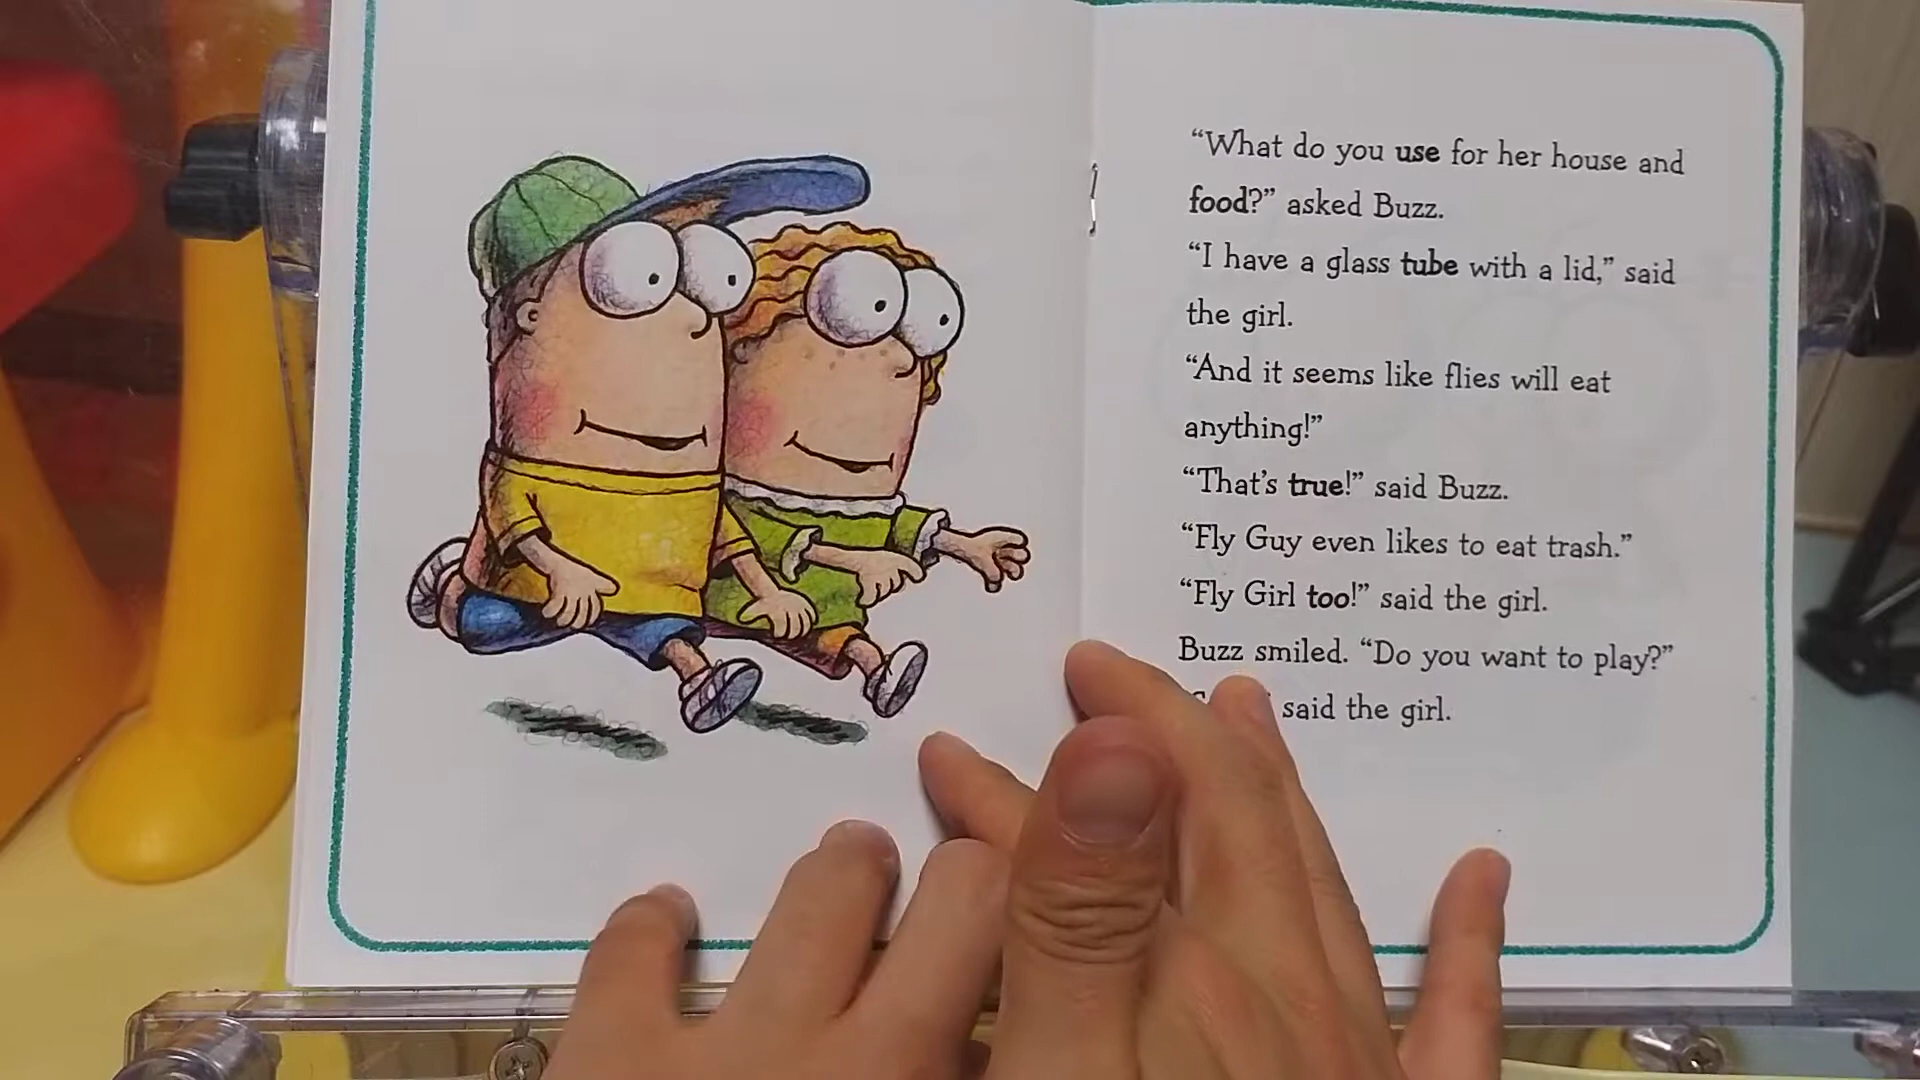 “What do you use for her house and
food?” asked Buzz.
“I have a glass tube with a lid,” said
the girl.
“And it seems like flies will eat
anything!”
“That’s true!” said Buzz.
“Fly Guy even likes to eat trash.”
“Fly Girl too!” said the girl.
Buzz smiled. “Do you want to play?”
said the girl.